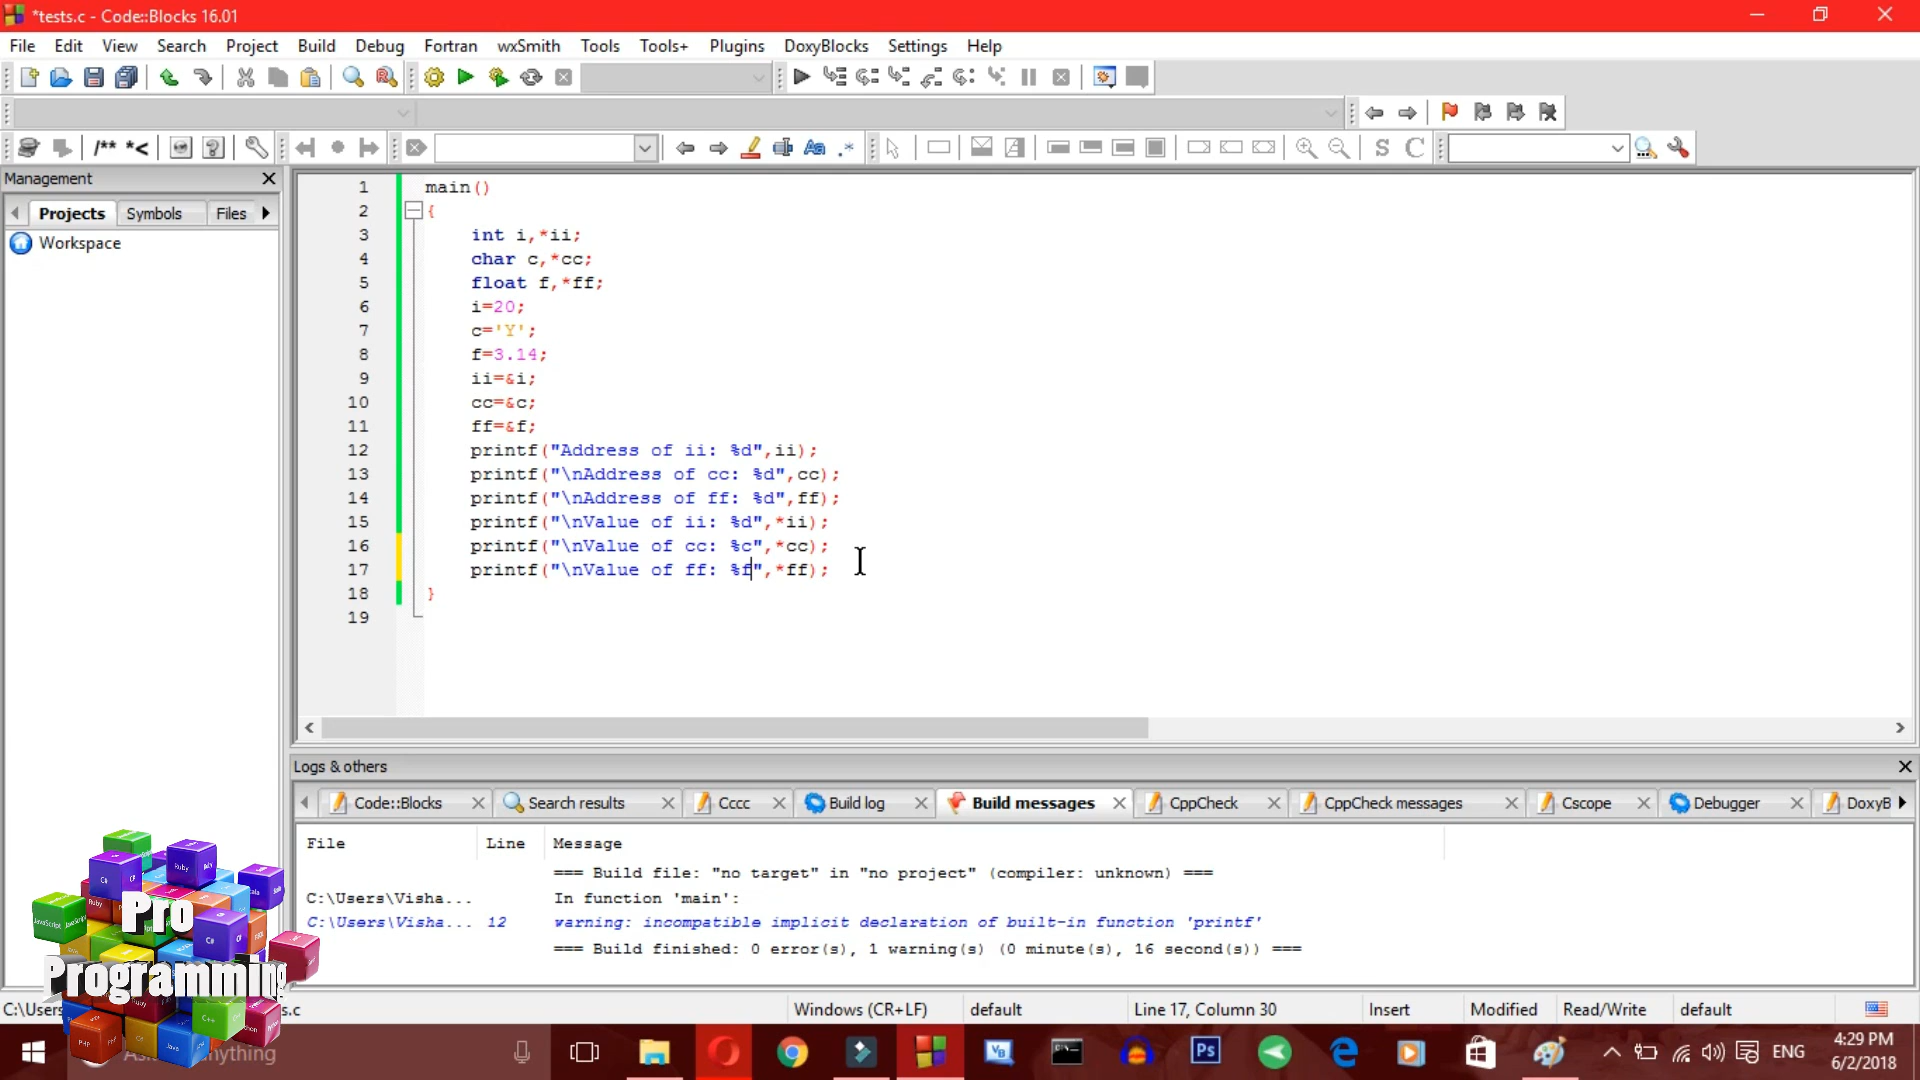 *tests.c - Code::Blocks 16.01
File Edit View Search Project Build Debug Fortran wxSmith Tools Tools+ Plugins DoxyBlocks Settings Help
/** *<
Aa .*
S C
Management
Projects Symbols Files
Workspace
1 main()
2 {
3 int i,*ii;
4 char c,*cc;
5 float f,*ff;
6 i=20;
7 c='Y';
8 f=3.14;
9 ii=&i;
10 cc=&c;
11 ff=&f;
12 printf("Address of ii: %d",ii);
13 printf("\nAddress of cc: %d",cc);
14 printf("\nAddress of ff: %d",ff);
15 printf("\nValue of ii: %d",*ii);
16 printf("\nValue of cc: %c",*cc);
17 printf("\nValue of ff: %f",*ff);
18 }
19
Logs & others
Code::Blocks Search results Cccc Build log Build messages CppCheck CppCheck messages Cscope Debugger DoxyB
File Line Message
=== Build file: "no target" in "no project" (compiler: unknown) ===
C:\Users\Visha... In function 'main':
C:\Users\Visha... 12 warning: incompatible implicit declaration of built-in function 'printf'
=== Build finished: 0 error(s), 1 warning(s) (0 minute(s), 16 second(s)) ===
Pro
Programming
C:\Users s.c Windows (CR+LF) default Line 17, Column 30 Insert Modified Read/Write default
ything
Ps
ENG
4:29 PM
6/2/2018